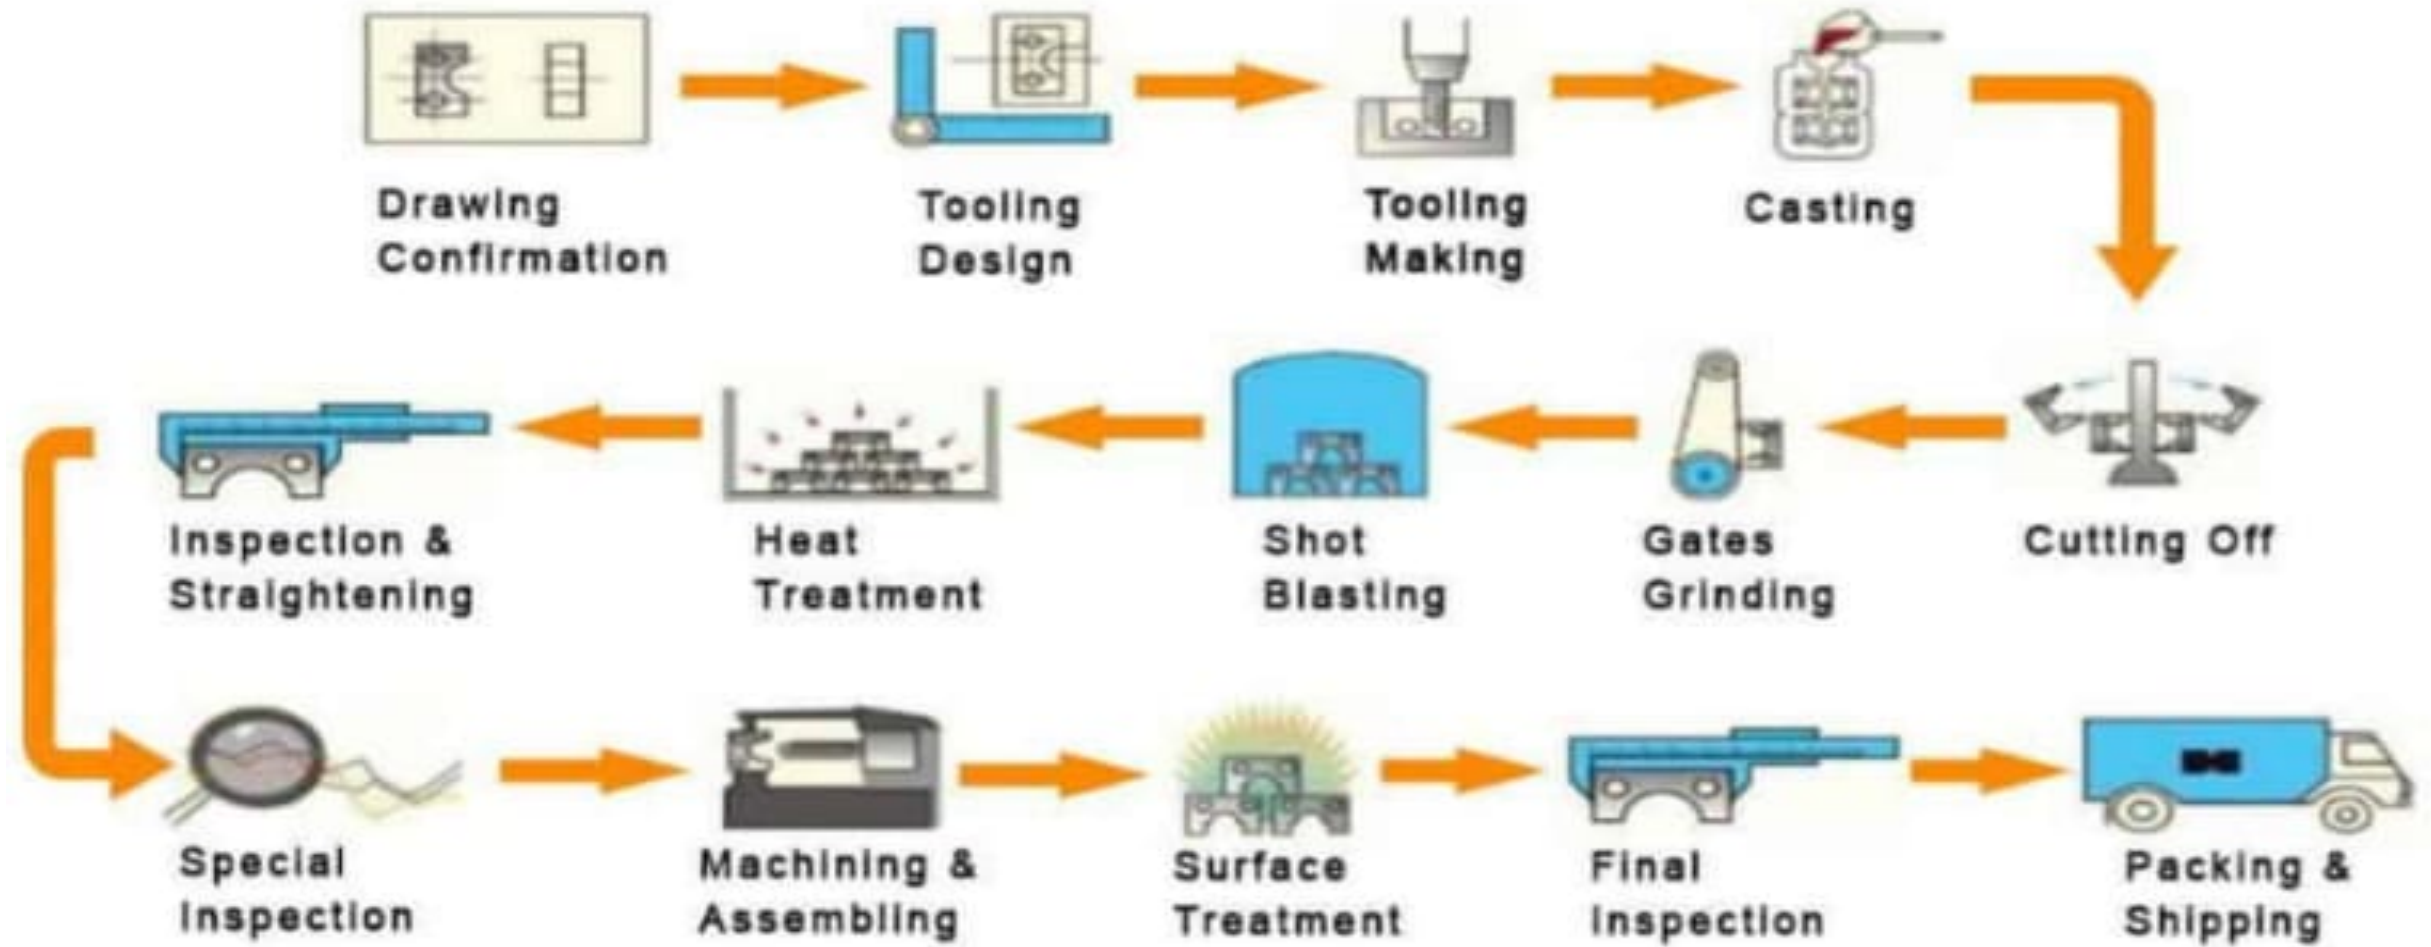 Drawing
Confirmation
Tooling
Design
Tooling
Making
Casting
Cutting Off
Gates
Grinding
Shot
Blasting
Heat
Treatment
Inspection &
Straightening
Special
Inspection
Machining &
Assembling
Surface
Treatment
Final
Inspection
Packing &
Shipping